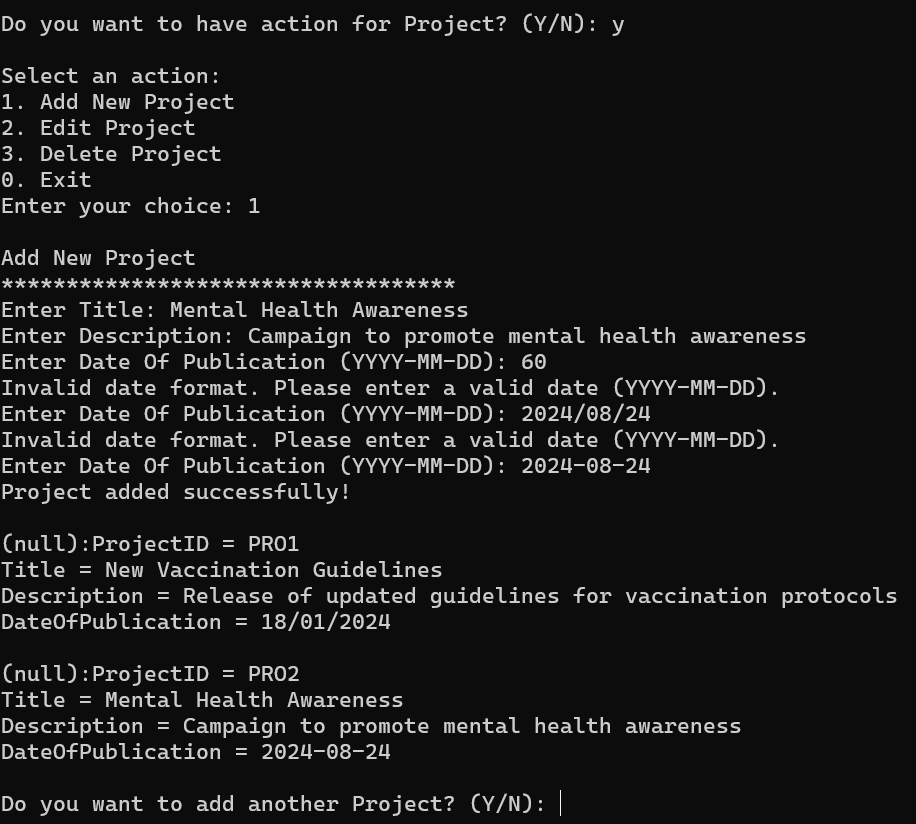 Do you want to have action for Project? (Y/N): y
Select an action:
1. Add New Project
2. Edit Project
3. Delete Project
0. Exit
Enter your choice: 1
Add New Project
***********************************
Enter Title: Mental Health Awareness
Enter Description: Campaign to promote mental health awareness
Enter Date Of Publication (YYYY-MM-DD): 60
Invalid date format. Please enter a valid date (YYYY-MM-DD).
Enter Date Of Publication (YYYY-MM-DD): 2024/08/24
Invalid date format. Please enter a valid date (YYYY-MM-DD).
Enter Date Of Publication (YYYY-MM-DD): 2024-08-24
Project added successfully!
(null):ProjectID = PRO1
Title = New Vaccination Guidelines
Description = Release of updated guidelines for vaccination protocols
DateOfPublication = 18/01/2024
(null):ProjectID = PRO2
Title = Mental Health Awareness
Description = Campaign to promote mental health awareness
DateOfPublication = 2024-08-24
Do you want to add another Project? (Y/N):